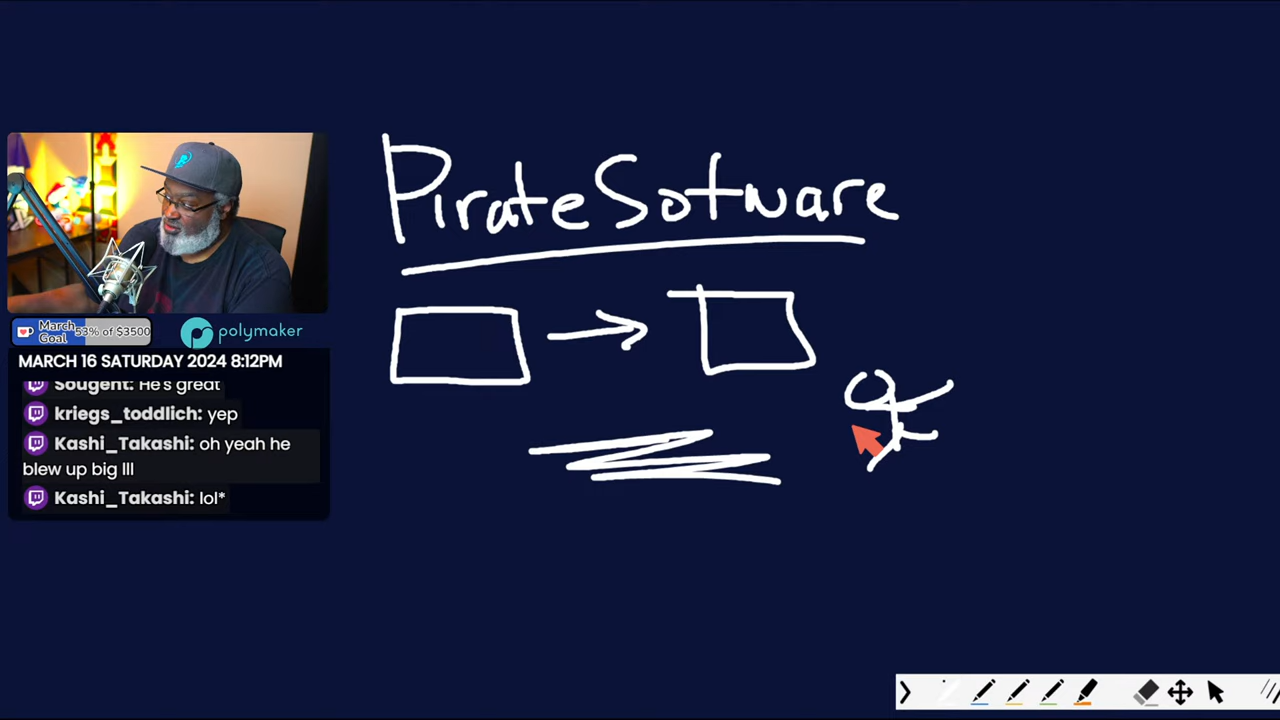 PirateSotware
March
Goal
53% of $3500
polymaker
MARCH 16 SATURDAY 2024 8:12PM
Sougent: He's great
kriegs_toddlich: yep
Kashi_Takashi: oh yeah he
blew up big lll
Kashi_Takashi: lol*